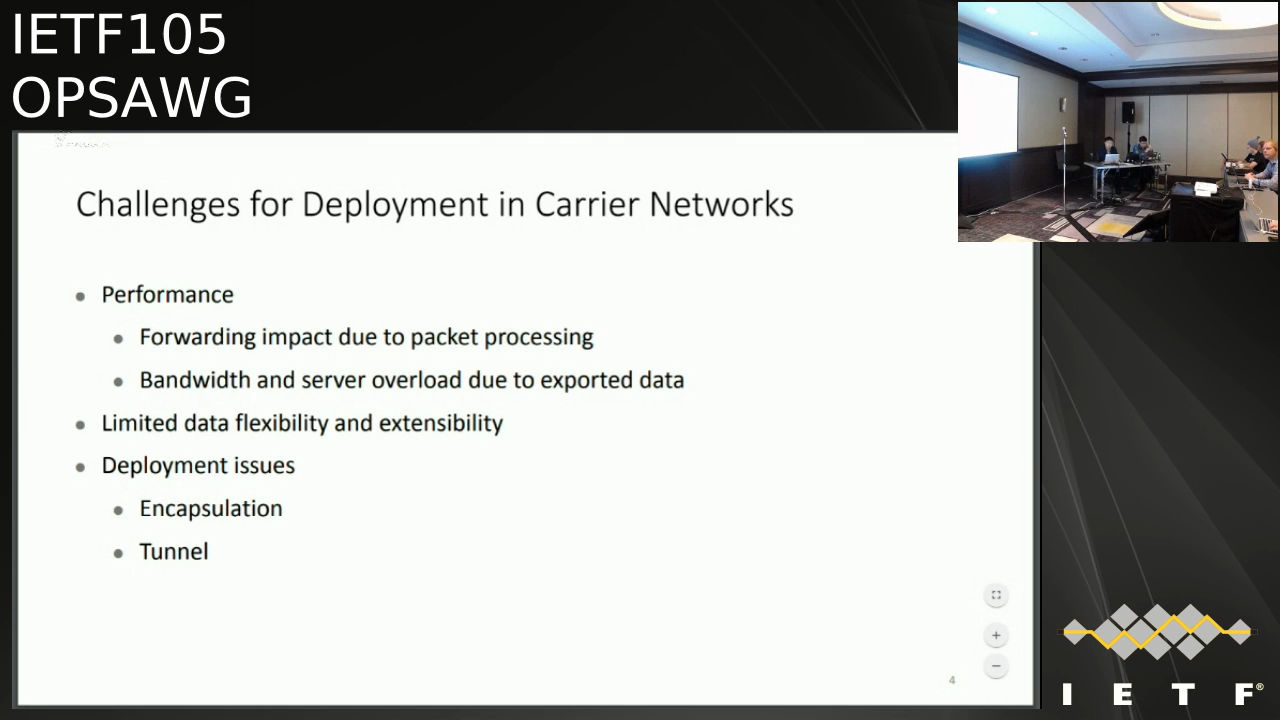 IETF105
OPSAWG
Challenges for Deployment in Carrier Networks
Performance
Forwarding impact due to packet processing
Bandwidth and server overload due to exported data
Limited data flexibility and extensibility
Deployment issues
Encapsulation
Tunnel
4
I E T F®